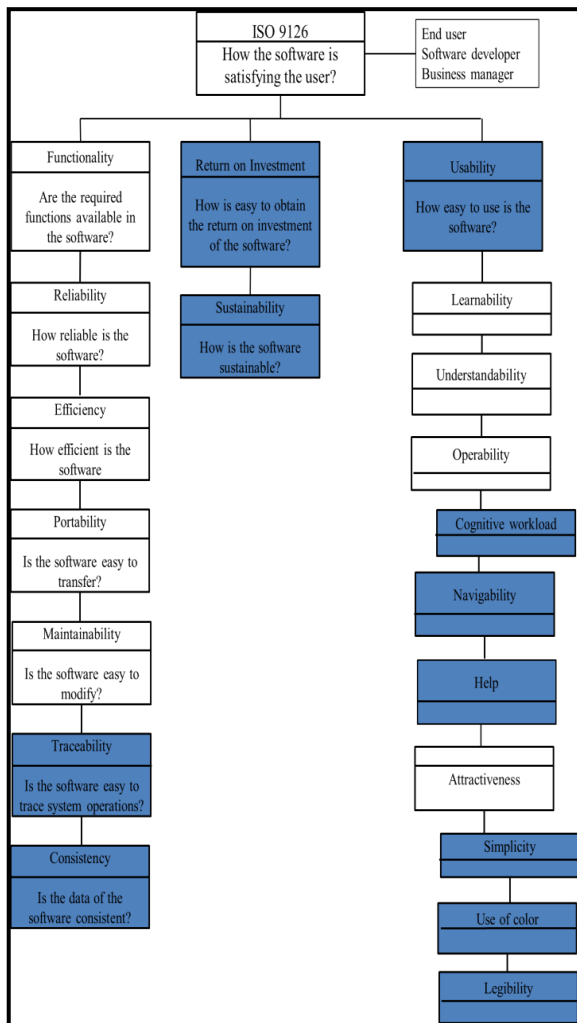 ISO 9126
How the software is
satisfying the user?
End user
Software developer
Business manager
Functionality
Are the required
functions available in
the software?
Reliability
How reliable is the
software?
Efficiency
How efficient is the
software
Portability
Is the software easy to
transfer?
Maintainability
Is the software easy to
modify?
Traceability
Is the software easy to
trace system operations?
Consistency
Is the data of the
software consistent?
Return on Investment
How is easy to obtain
the return on investment
of the software?
Sustainability
How is the software
sustainable?
Usability
How easy to use is the
software?
Learnability
Understandability
Operability
Cognitive workload
Navigability
Help
Attractiveness
Simplicity
Use of color
Legibility